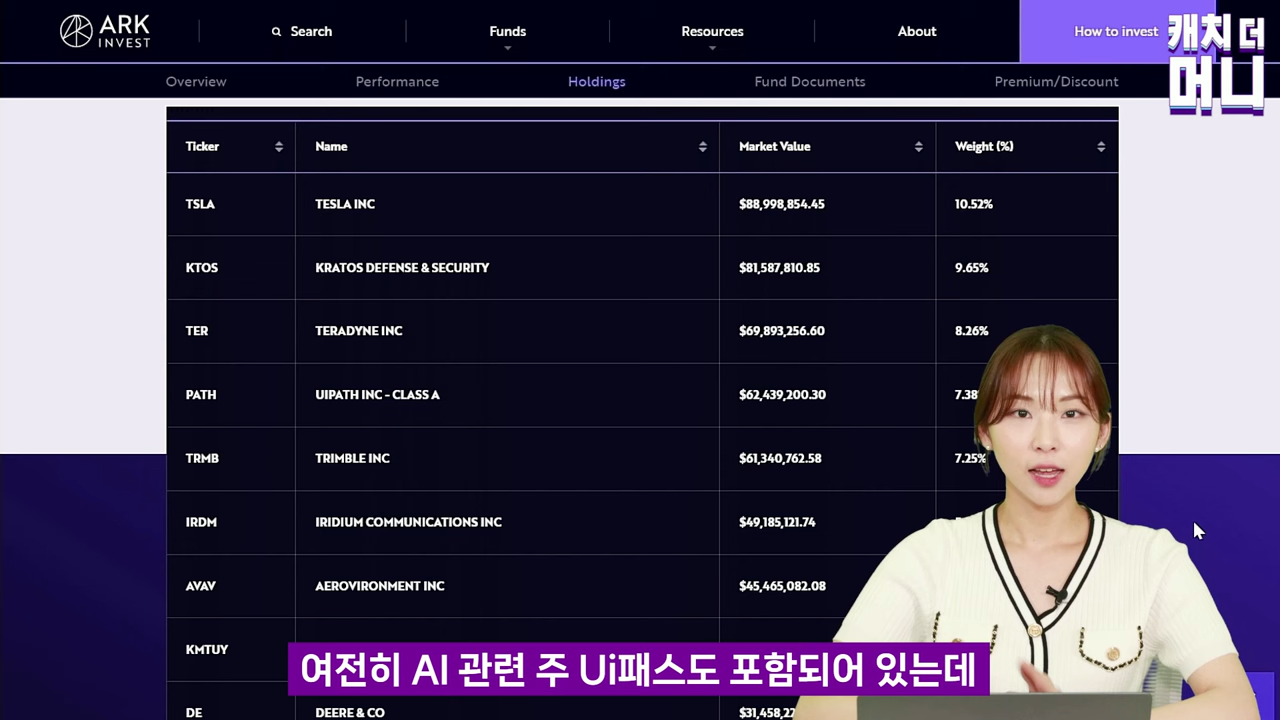 ARK
INVEST
Search
Funds
Resources
About
How to invest
캐치 더
머니
Overview
Performance
Holdings
Fund Documents
Premium/Discount
Ticker
Name
Market Value
Weight (%)
TSLA
TESLA INC
$88,998,854.45
10.52%
KTOS
KRATOS DEFENSE & SECURITY
$81,587,810.85
9.65%
TER
TERADYNE INC
$69,893,256.60
8.26%
PATH
UIPATH INC - CLASS A
$62,439,200.30
7.38
TRMB
TRIMBLE INC
$61,340,762.58
7.25%
IRDM
IRIDIUM COMMUNICATIONS INC
$49,185,121.74
AVAV
AEROVIRONMENT INC
$45,465,082.08
KMTUY
여전히 AI 관련 주 Ui패스도 포함되어 있는데
DE
DEERE & CO
$31,458,22